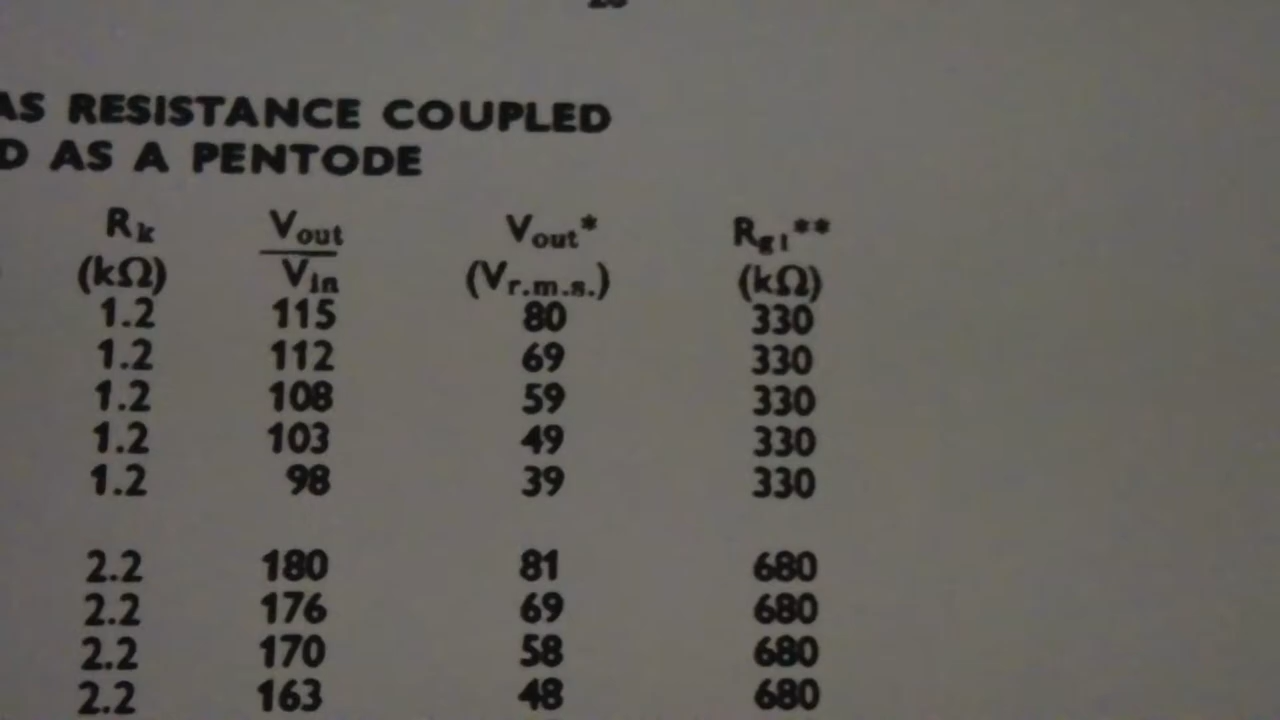 AS RESISTANCE COUPLED
D AS A PENTODE
Rk Vout Vout* Rg1**
(kΩ) Vin (Vr.m.s.) (kΩ)
1.2 115 80 330
1.2 112 69 330
1.2 108 59 330
1.2 103 49 330
1.2 98 39 330
2.2 180 81 680
2.2 176 69 680
2.2 170 58 680
2.2 163 48 680